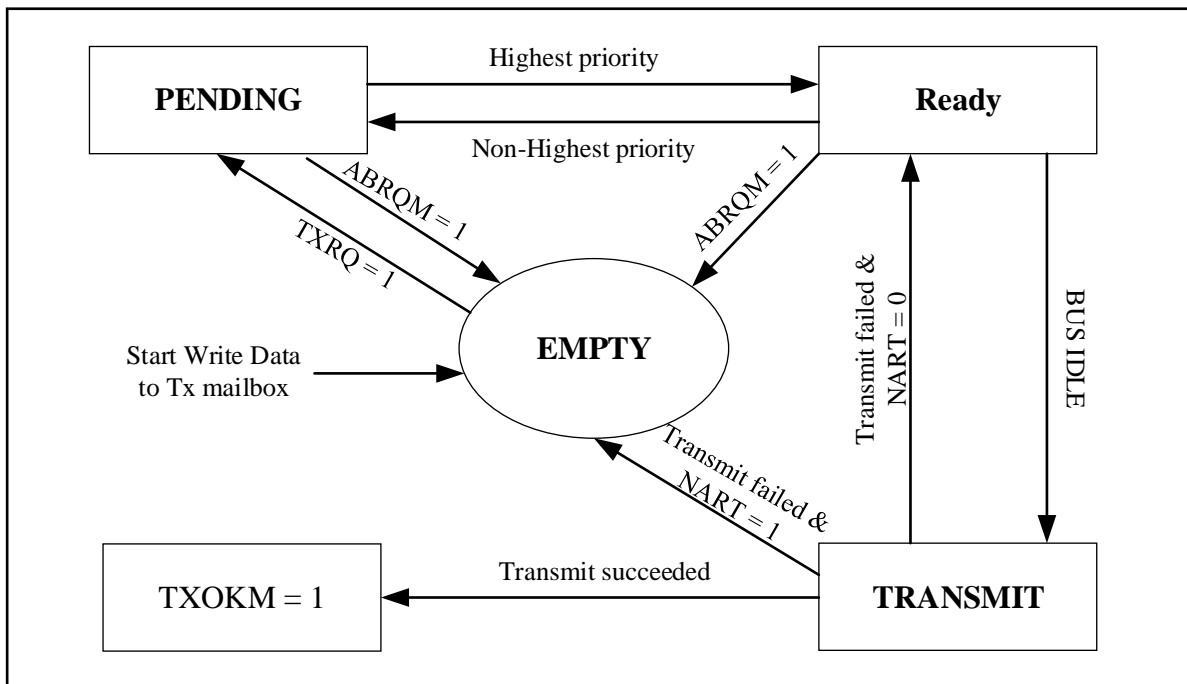 Highest priority
PENDING
Ready
Non-Highest priority
ABRQM = 1
TXRQ = 1
ABRQM = 1
Transmit failed &
NART = 0
BUS IDLE
EMPTY
Start Write Data
to Tx mailbox
Transmit failed &
NART = 1
Transmit succeeded
TXOKM = 1
TRANSMIT